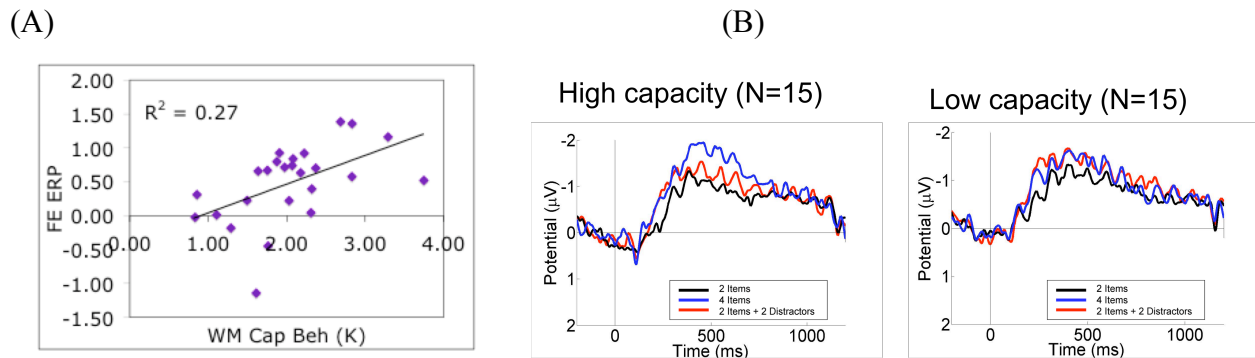 (A)
2.00
1.50
1.00
0.50
0.00
-0.50
-1.00
-1.50
R² = 0.27
0.00 1.00 2.00 3.00 4.00
FE ERP
WM Cap Beh (K)
(B)
High capacity (N=15)
-2
-1
0
1
2
Potential (µV)
2 Items
4 Items
2 Items + 2 Distractors
0 500 1000
Time (ms)
Low capacity (N=15)
-2
-1
0
1
2
Potential (µV)
2 Items
4 Items
2 Items + 2 Distractors
0 500 1000
Time (ms)